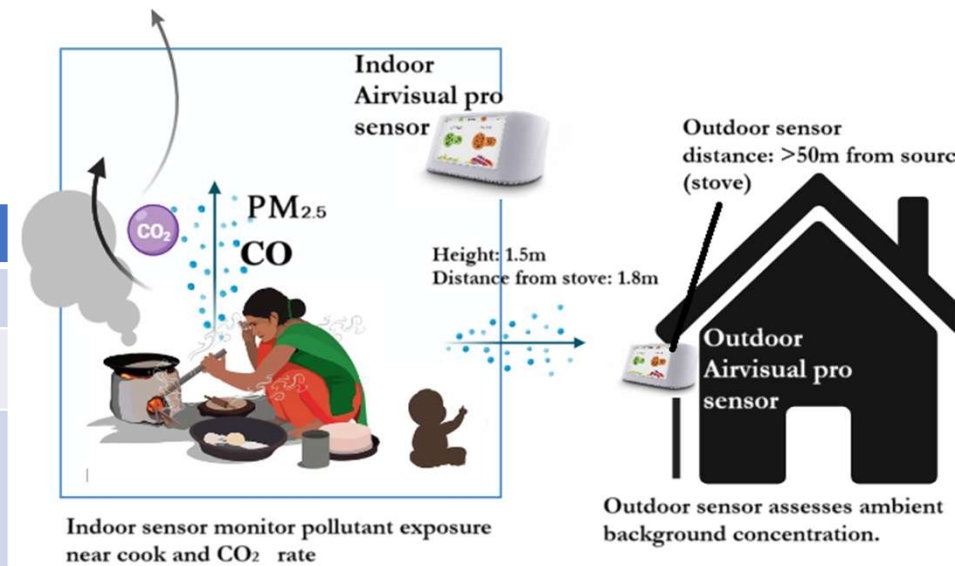 Indoor
Airvisual pro
sensor
Outdoor sensor
distance: >50m from sourc
(stove)
CO₂
PM₂.₅
CO
Height: 1.5m
Distance from stove: 1.8m
Outdoor
Airvisual pro
sensor
Indoor sensor monitor pollutant exposure
near cook and CO₂ rate
Outdoor sensor assesses ambient
background concentration.